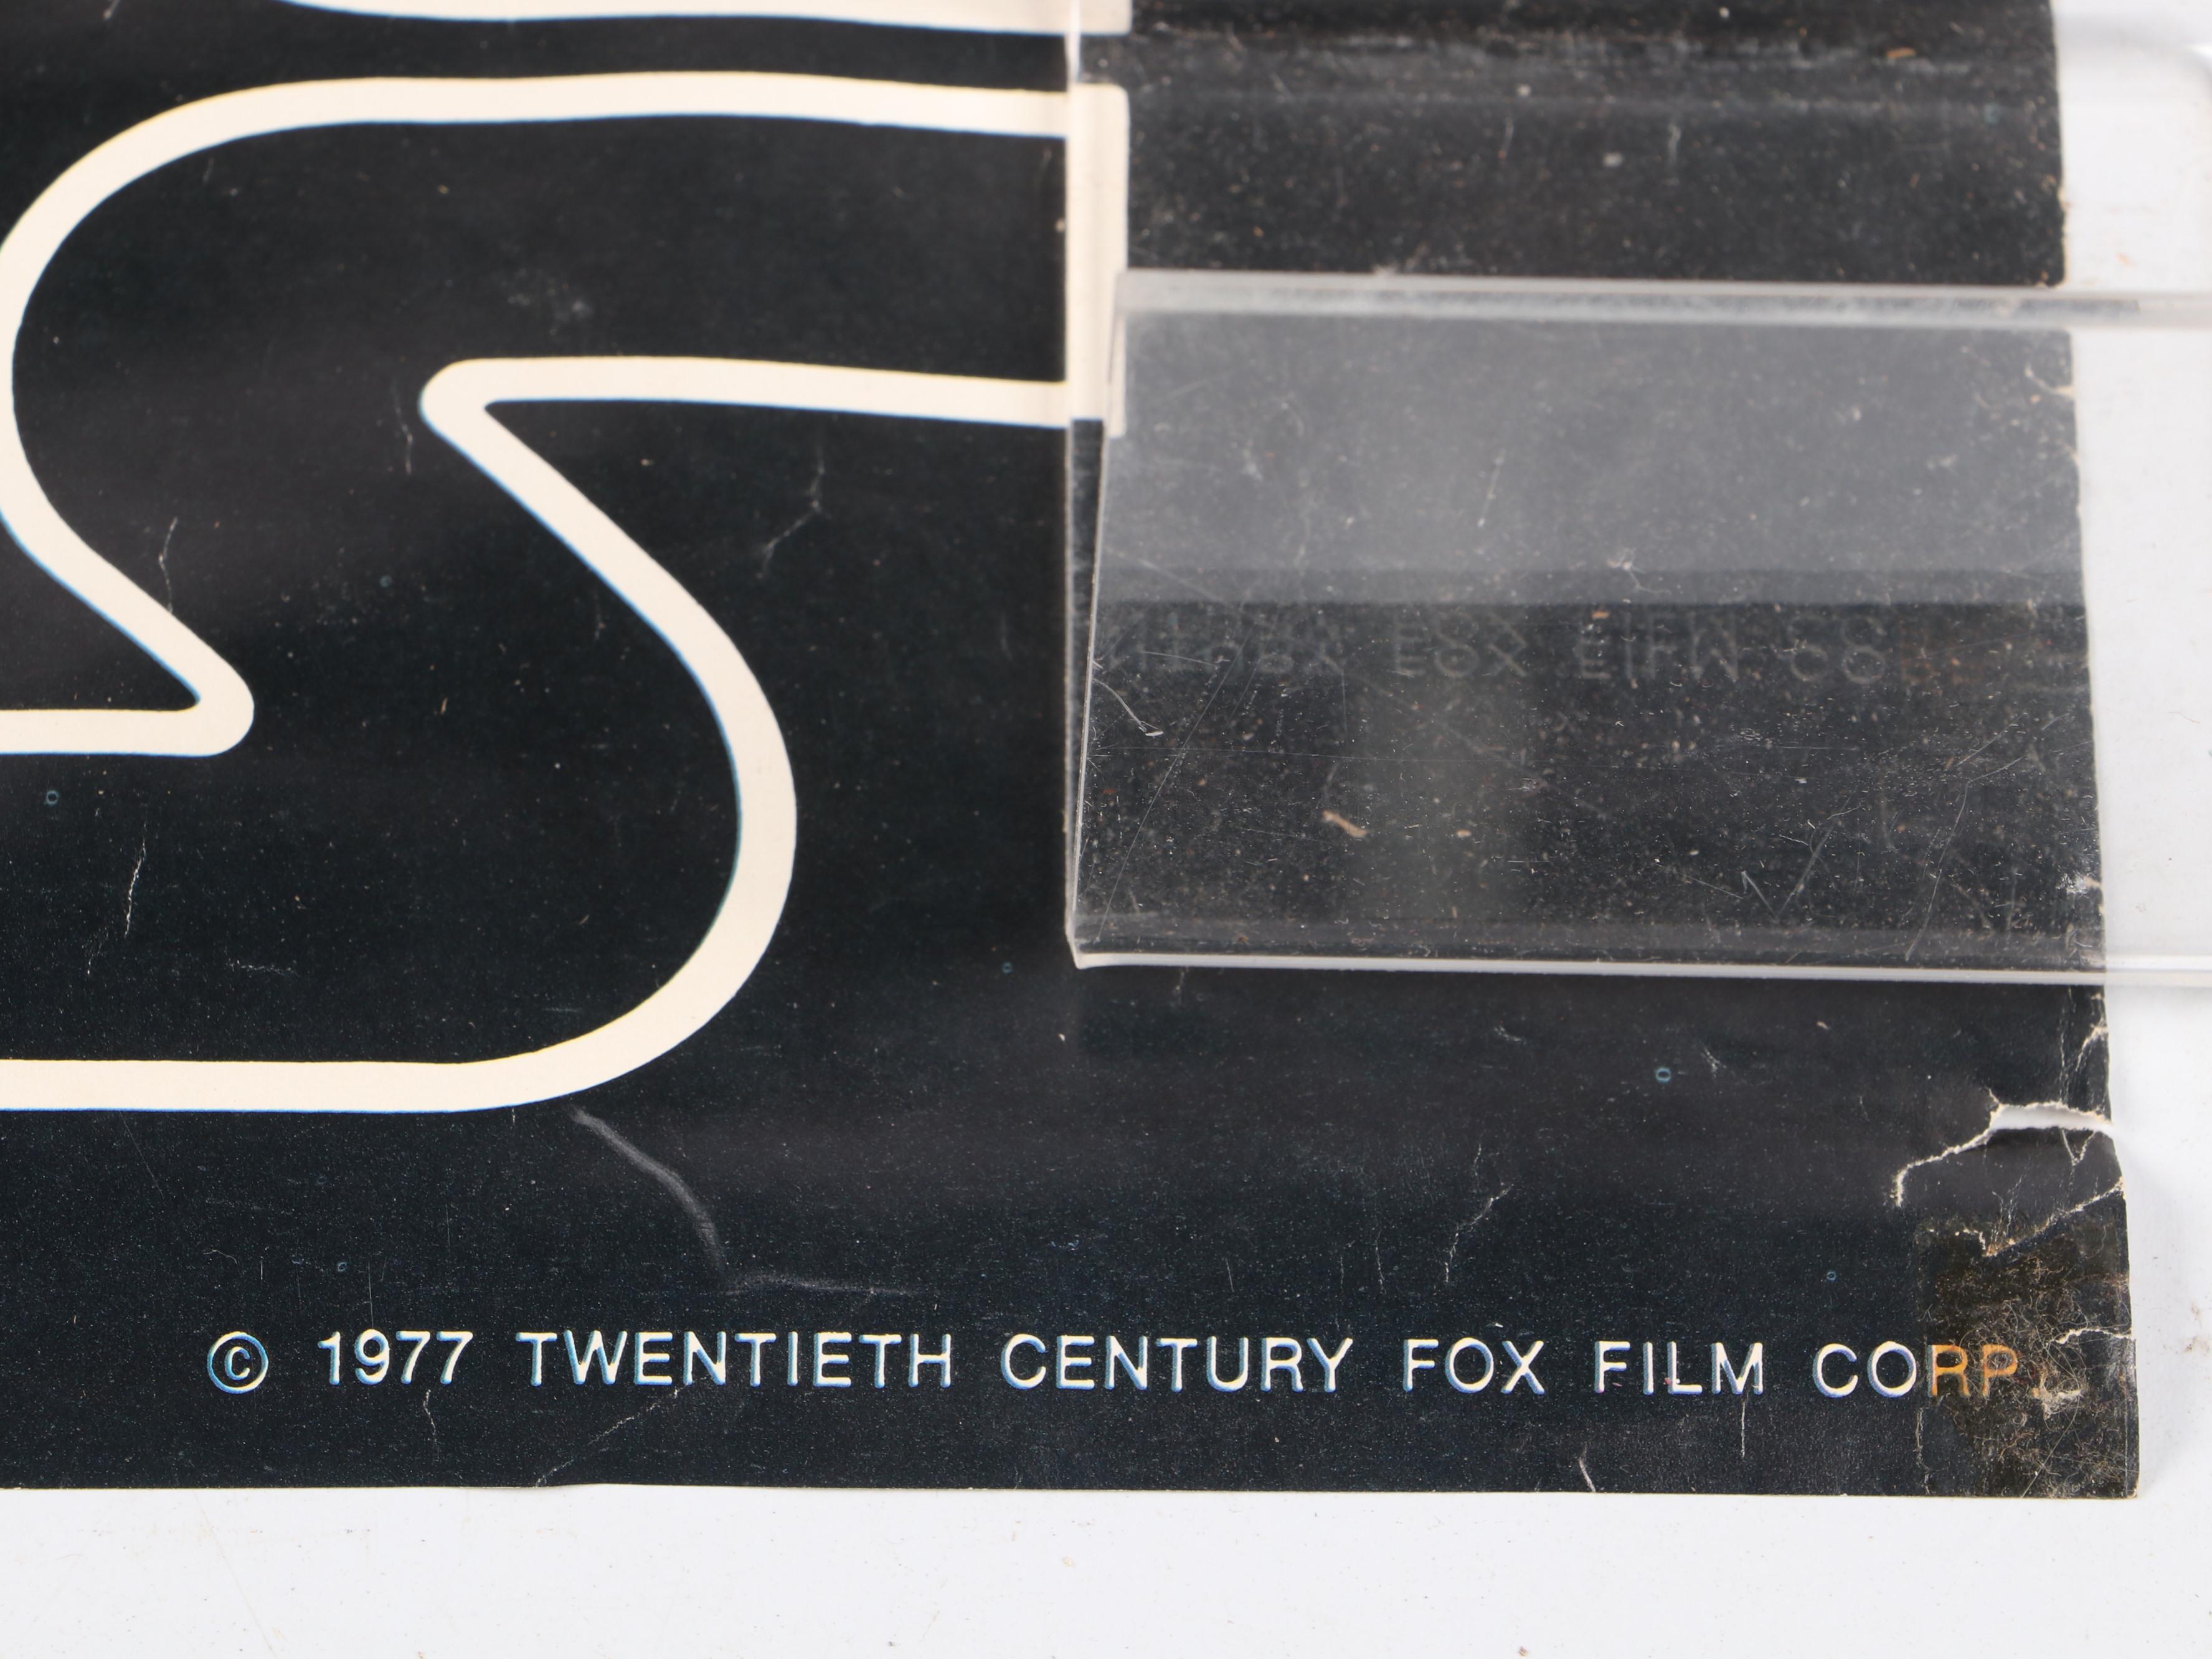 © 1977 TWENTIETH CENTURY FOX FILM CORP.